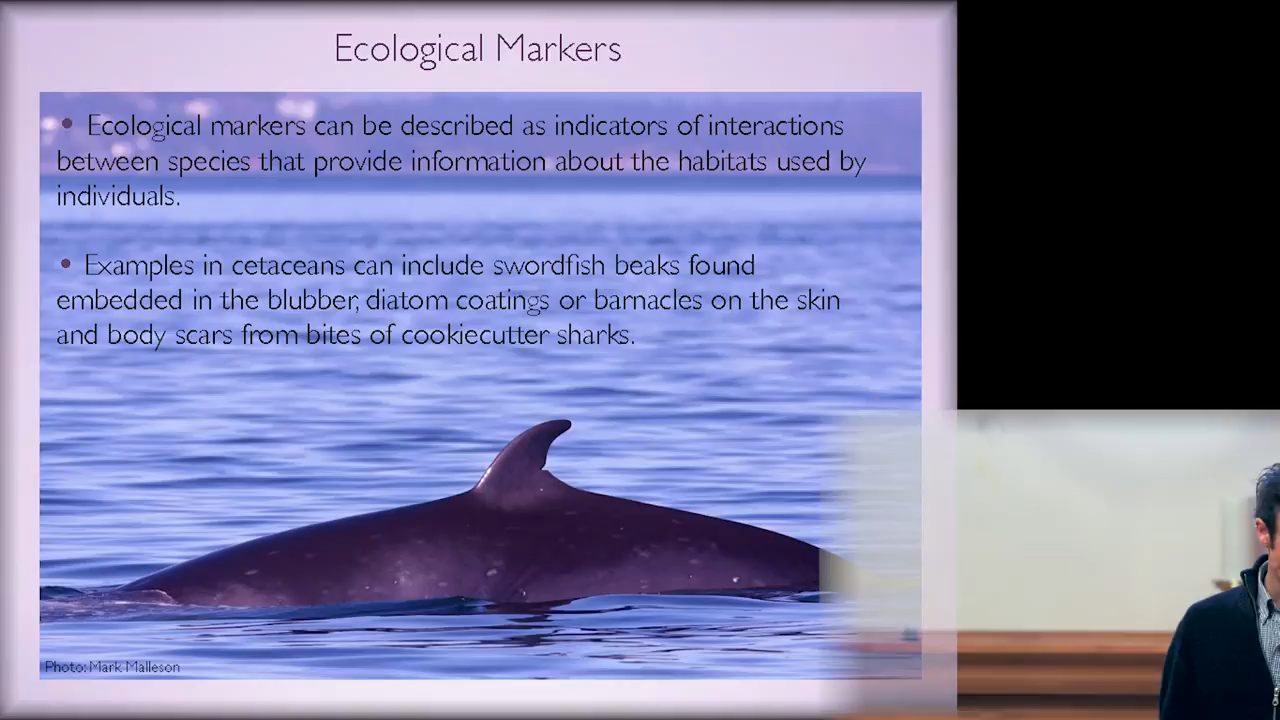 Ecological Markers
• Ecological markers can be described as indicators of interactions
between species that provide information about the habitats used by
individuals.
• Examples in cetaceans can include swordfish beaks found
embedded in the blubber, diatom coatings or barnacles on the skin
and body scars from bites of cookiecutter sharks.
Photo: Mark Malleson